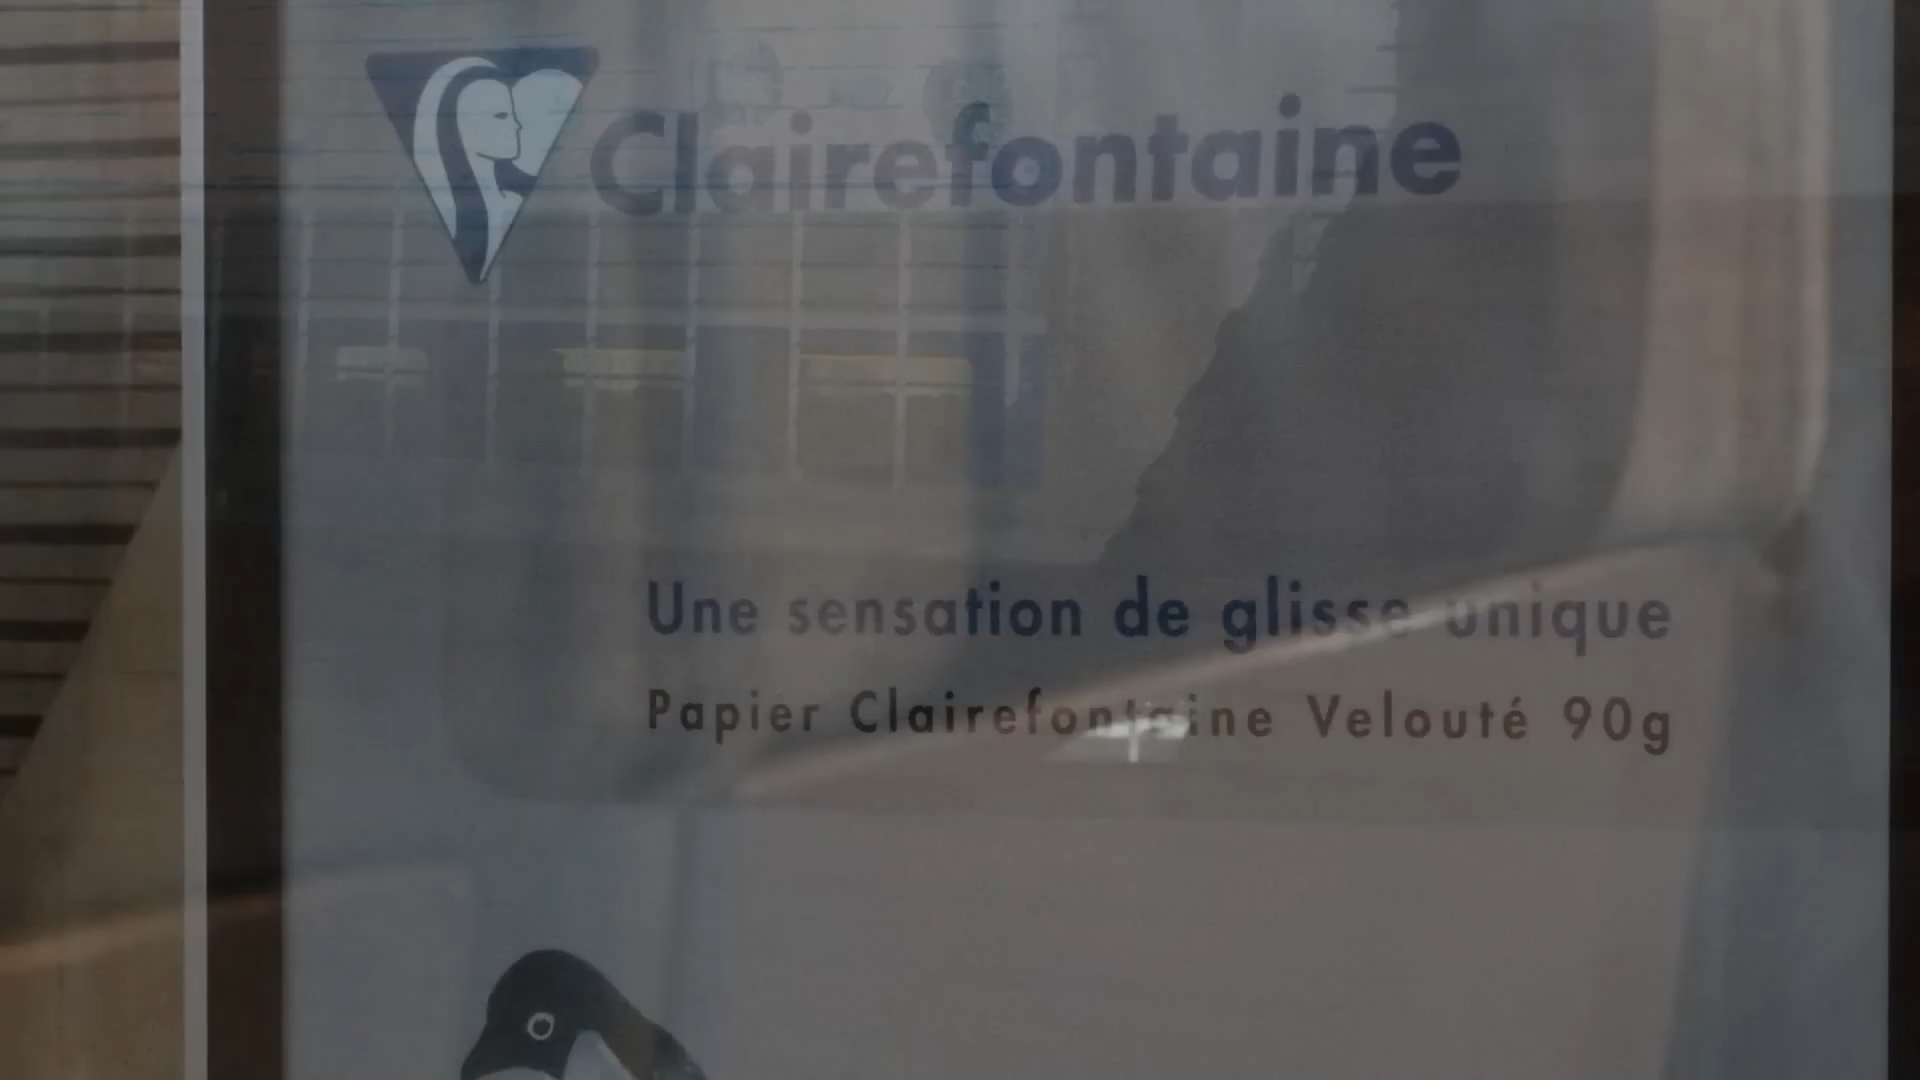 Clairefontaine
Une sensation de glisse unique
Papier Clairefontaine Velouté 90g